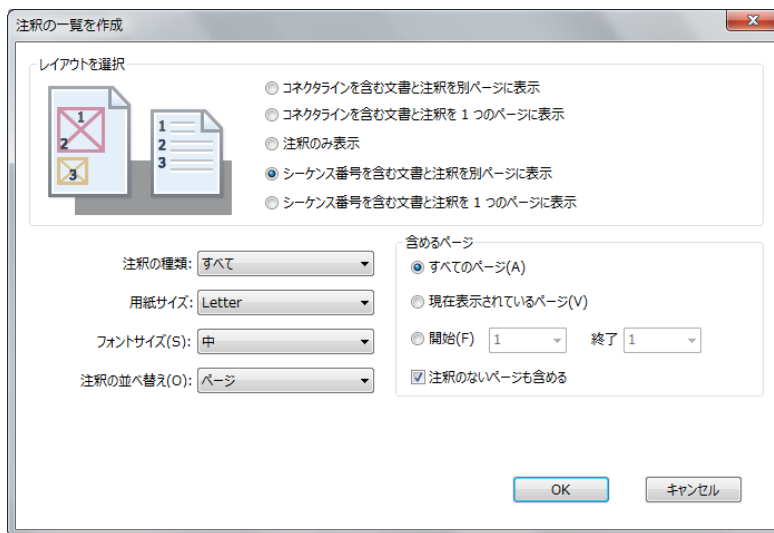 注釈の一覧を作成
レイアウトを選択
コネクタラインを含む文書と注釈を別ページに表示
コネクタラインを含む文書と注釈を 1 つのページに表示
注釈のみ表示
シーケンス番号を含む文書と注釈を別ページに表示
シーケンス番号を含む文書と注釈を 1 つのページに表示
1
2
3
1
2
3
注釈の種類: すべて
用紙サイズ: Letter
フォントサイズ(S): 中
注釈の並べ替え(O): ページ
含めるページ
すべてのページ(A)
現在表示されているページ(V)
開始(F) 1 終了 1
注釈のないページも含める
OK キャンセル